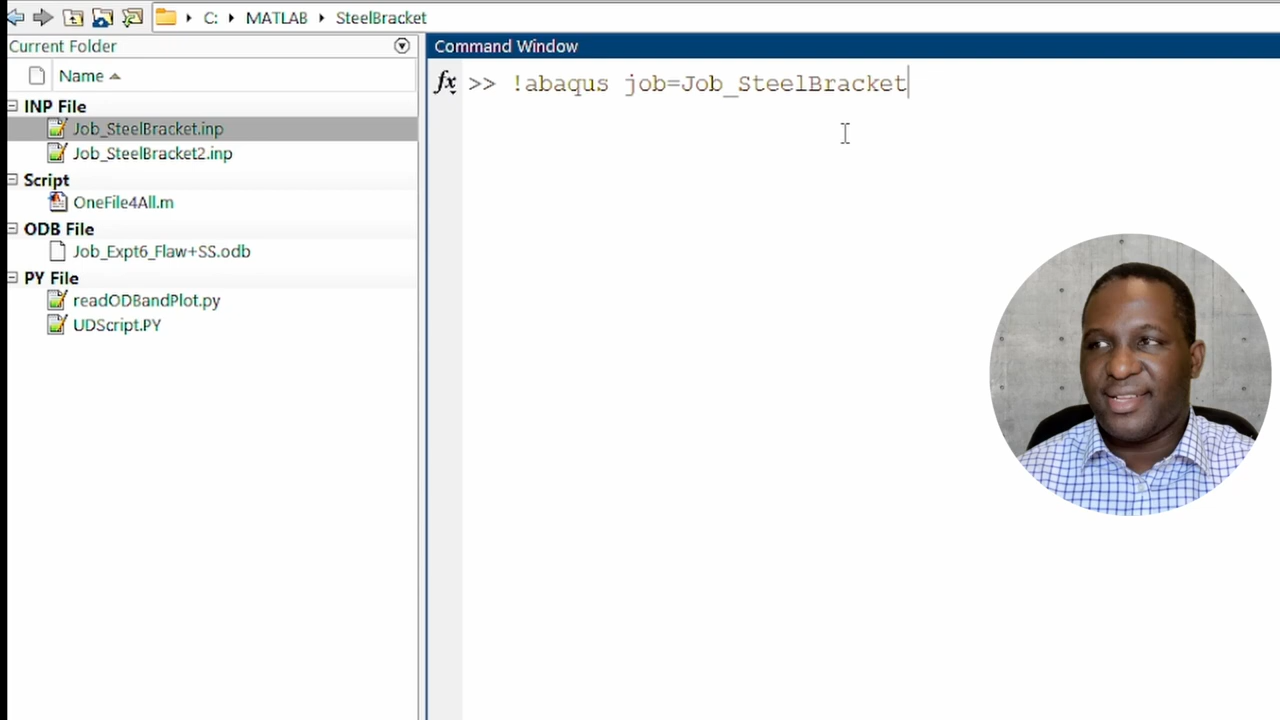 C: MATLAB SteelBracket
Current Folder
Name
INP File
Job_SteelBracket.inp
Job_SteelBracket2.inp
Script
OneFile4All.m
ODB File
Job_Expt6_Flaw+SS.odb
PY File
readODBandPlot.py
UDScript.PY
Command Window
fx >> !abaqus job=Job_SteelBracket